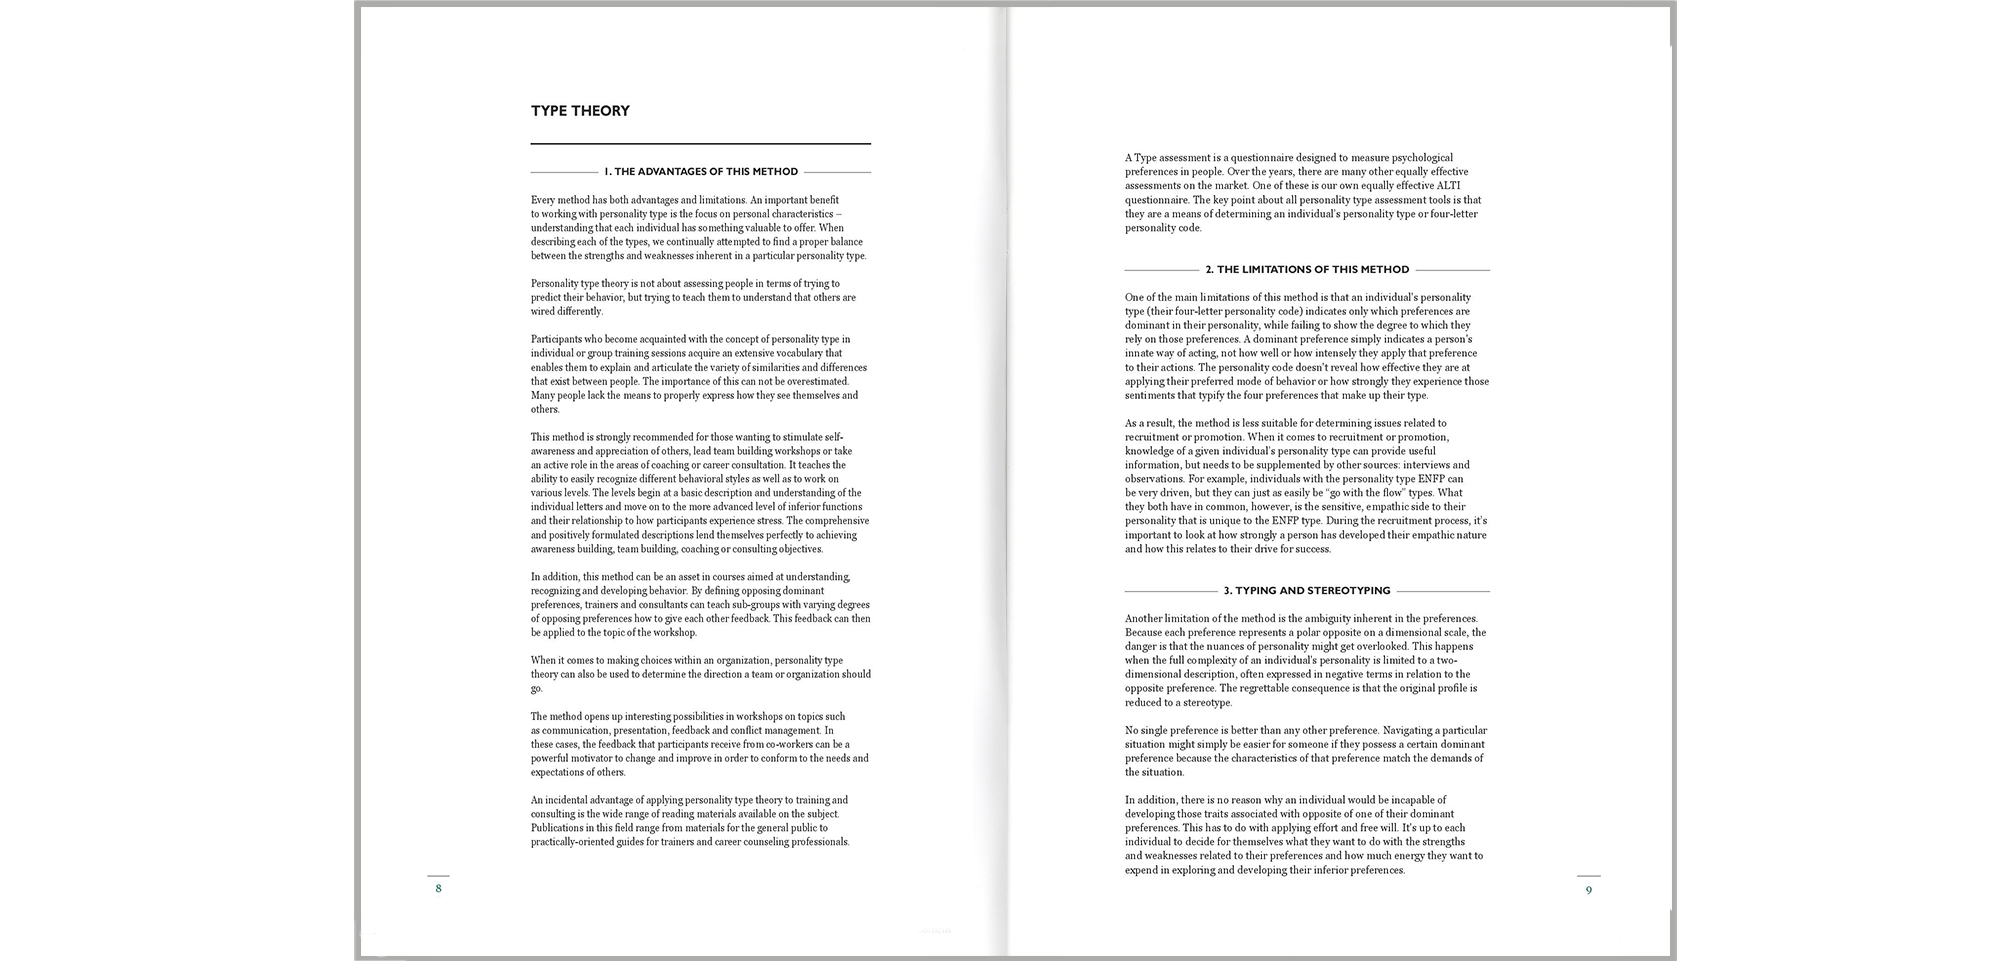 TYPE THEORY
1. THE ADVANTAGES OF THIS METHOD
Every method has both advantages and limitations. An important benefit
to working with personality type is the focus on personal characteristics –
understanding that each individual has something valuable to offer. When
describing each of the types, we continually attempted to find a proper balance
between the strengths and weaknesses inherent in a particular personality type.
Personality type theory is not about assessing people in terms of trying to
predict their behavior, but trying to teach them to understand that others are
wired differently.
Participants who become acquainted with the concept of personality type in
individual or group training sessions acquire an extensive vocabulary that
enables them to explain and articulate the variety of similarities and differences
that exist between people. The importance of this can not be overestimated.
Many people lack the means to properly express how they see themselves and
others.
This method is strongly recommended for those wanting to stimulate self-
awareness and appreciation of others, lead team building workshops or take
an active role in the areas of coaching or career consultation. It teaches the
ability to easily recognize different behavioral styles as well as to work on
various levels. The levels begin at a basic description and understanding of the
individual letters and move on to the more advanced level of inferior functions
and their relationship to how participants experience stress. The comprehensive
and positively formulated descriptions lend themselves perfectly to achieving
awareness building, team building, coaching or consulting objectives.
In addition, this method can be an asset in courses aimed at understanding,
recognizing and developing behavior. By defining opposing dominant
preferences, trainers and consultants can teach sub-groups with varying degrees
of opposing preferences how to give each other feedback. This feedback can then
be applied to the topic of the workshop.
When it comes to making choices within an organization, personality type
theory can also be used to determine the direction a team or organization should
go.
The method opens up interesting possibilities in workshops on topics such
as communication, presentation, feedback and conflict management. In
these cases, the feedback that participants receive from co-workers can be a
powerful motivator to change and improve in order to conform to the needs and
expectations of others.
An incidental advantage of applying personality type theory to training and
consulting is the wide range of reading materials available on the subject.
Publications in this field range from materials for the general public to
practically-oriented guides for trainers and career counseling professionals.
8
A Type assessment is a questionnaire designed to measure psychological
preferences in people. Over the years, there are many other equally effective
assessments on the market. One of these is our own equally effective ALTI
questionnaire. The key point about all personality type assessment tools is that
they are a means of determining an individual's personality type or four-letter
personality code.
2. THE LIMITATIONS OF THIS METHOD
One of the main limitations of this method is that an individual's personality
type (their four-letter personality code) indicates only which preferences are
dominant in their personality, while failing to show the degree to which they
rely on those preferences. A dominant preference simply indicates a person's
innate way of acting, not how well or how intensely they apply that preference
to their actions. The personality code doesn't reveal how effective they are at
applying their preferred mode of behavior or how strongly they experience those
sentiments that typify the four preferences that make up their type.
As a result, the method is less suitable for determining issues related to
recruitment or promotion. When it comes to recruitment or promotion,
knowledge of a given individual's personality type can provide useful
information, but needs to be supplemented by other sources: interviews and
observations. For example, individuals with the personality type ENFP can
be very driven, but they can just as easily be “go with the flow” types. What
they both have in common, however, is the sensitive, empathic side to their
personality that is unique to the ENFP type. During the recruitment process, it's
important to look at how strongly a person has developed their empathic nature
and how this relates to their drive for success.
3. TYPING AND STEREOTYPING
Another limitation of the method is the ambiguity inherent in the preferences.
Because each preference represents a polar opposite on a dimensional scale, the
danger is that the nuances of personality might get overlooked. This happens
when the full complexity of an individual's personality is limited to a two-
dimensional description, often expressed in negative terms in relation to the
opposite preference. The regrettable consequence is that the original profile is
reduced to a stereotype.
No single preference is better than any other preference. Navigating a particular
situation might simply be easier for someone if they possess a certain dominant
preference because the characteristics of that preference match the demands of
the situation.
In addition, there is no reason why an individual would be incapable of
developing those traits associated with opposite of one of their dominant
preferences. This has to do with applying effort and free will. It's up to each
individual to decide for themselves what they want to do with the strengths
and weaknesses related to their preferences and how much energy they want to
expend in exploring and developing their inferior preferences.
9